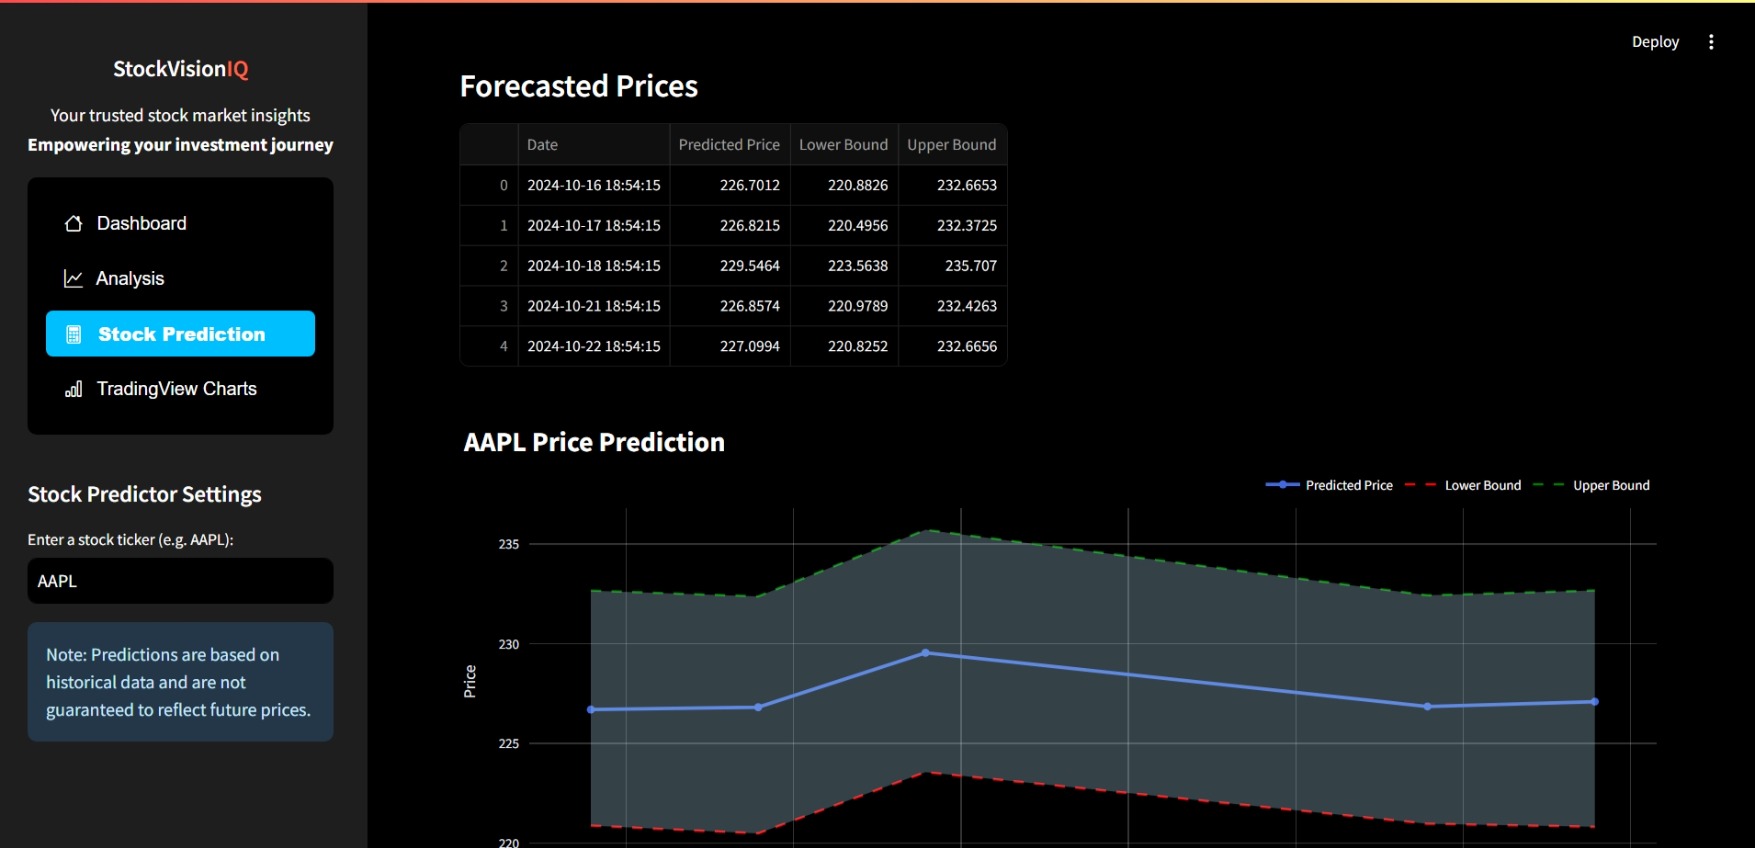 StockVisionIQ
Your trusted stock market insights
Empowering your investment journey
Dashboard
Analysis
Stock Prediction
TradingView Charts
Stock Predictor Settings
Enter a stock ticker (e.g. AAPL):
AAPL
Note: Predictions are based on
historical data and are not
guaranteed to reflect future prices.
Deploy
Forecasted Prices
Date Predicted Price Lower Bound Upper Bound
0 2024-10-16 18:54:15 226.7012 220.8826 232.6653
1 2024-10-17 18:54:15 226.8215 220.4956 232.3725
2 2024-10-18 18:54:15 229.5464 223.5638 235.707
3 2024-10-21 18:54:15 226.8574 220.9789 232.4263
4 2024-10-22 18:54:15 227.0994 220.8252 232.6656
AAPL Price Prediction
Predicted Price Lower Bound Upper Bound
235
230
Price
225
220